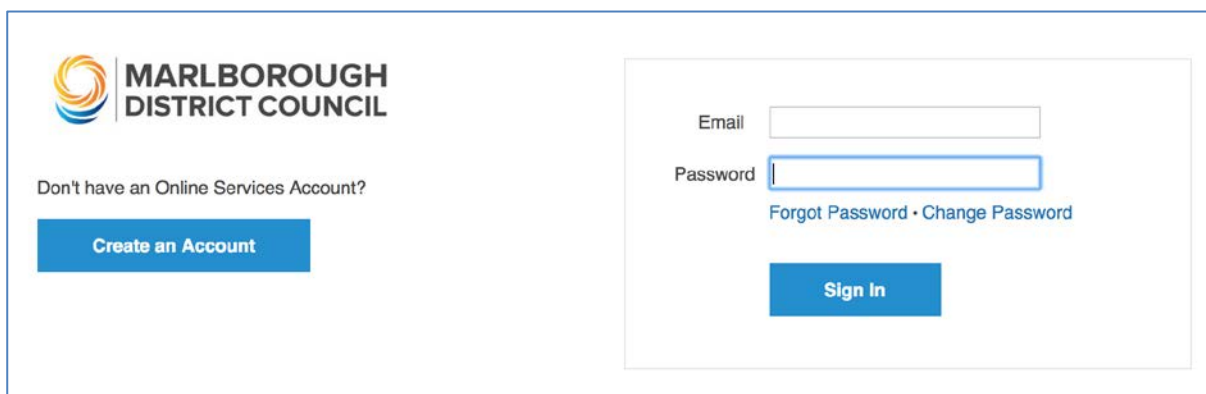 MARLBOROUGH
DISTRICT COUNCIL
Don't have an Online Services Account?
Create an Account
Email
Password
Forgot Password • Change Password
Sign In